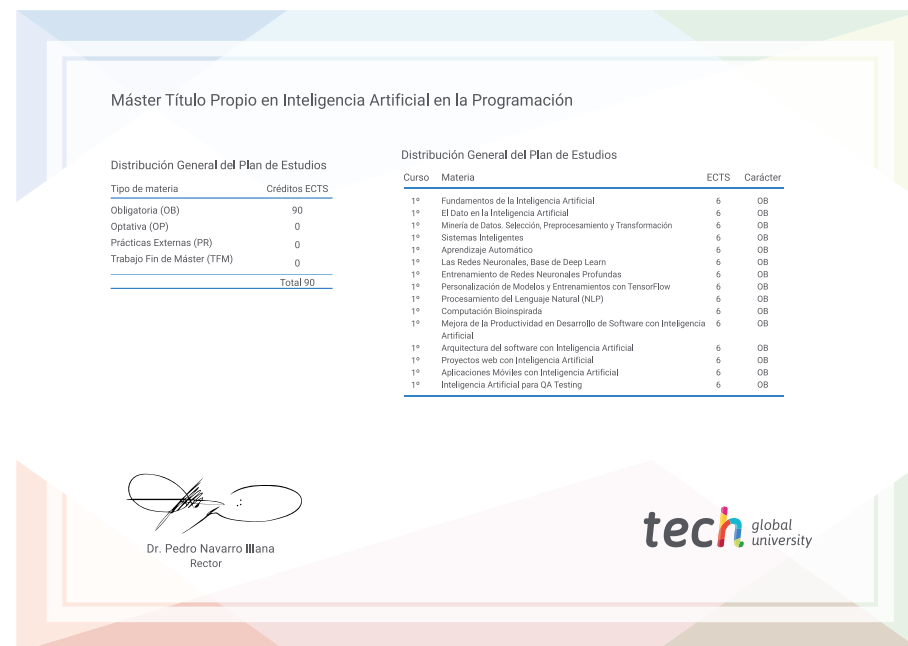 Máster Título Propio en Inteligencia Artificial en la Programación
Distribución General del Plan de Estudios
Tipo de materia Créditos ECTS
Obligatoria (OB) 90
Optativa (OP) 0
Prácticas Externas (PR) 0
Trabajo Fin de Máster (TFM) 0
Total 90
Distribución General del Plan de Estudios
Curso Materia ECTS Carácter
1º Fundamentos de la Inteligencia Artificial 6 OB
1º El Dato en la Inteligencia Artificial 6 OB
1º Minería de Datos. Selección, Preprocesamiento y Transformación 6 OB
1º Sistemas Inteligentes 6 OB
1º Aprendizaje Automático 6 OB
1º Las Redes Neuronales, Base de Deep Learn 6 OB
1º Entrenamiento de Redes Neuronales Profundas 6 OB
1º Personalización de Modelos y Entrenamientos con TensorFlow 6 OB
1º Procesamiento del Lenguaje Natural (NLP) 6 OB
1º Computación Bioinspirada 6 OB
1º Mejora de la Productividad en Desarrollo de Software con Inteligencia 6 OB
Artificial
1º Arquitectura del software con Inteligencia Artificial 6 OB
1º Proyectos web con Inteligencia Artificial 6 OB
1º Aplicaciones Móviles con Inteligencia Artificial 6 OB
1º Inteligencia Artificial para QA Testing 6 OB
Dr. Pedro Navarro Illana
Rector
tech global
university